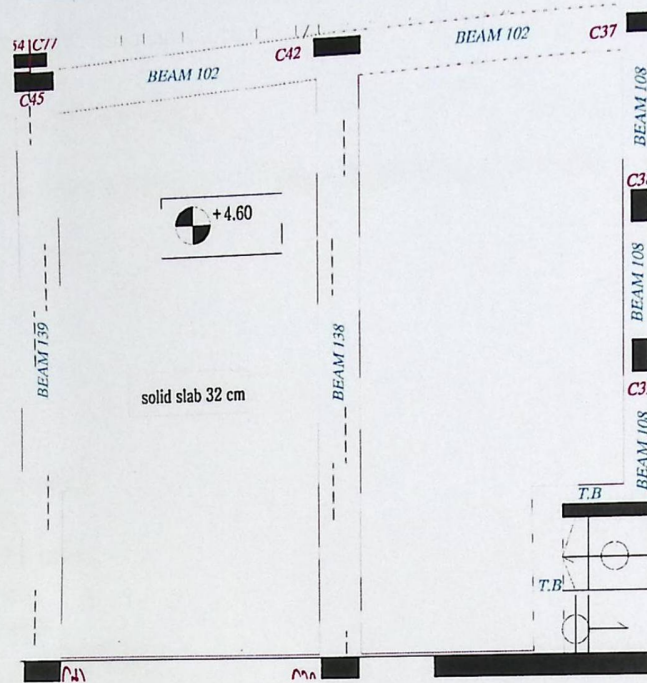 C77
C42
BEAM 102
C45
BEAM 102
C37
BEAM 108
+4.60
BEAM 108
BEAM 139
BEAM 138
solid slab 32 cm
BEAM 108
T.B
T.B